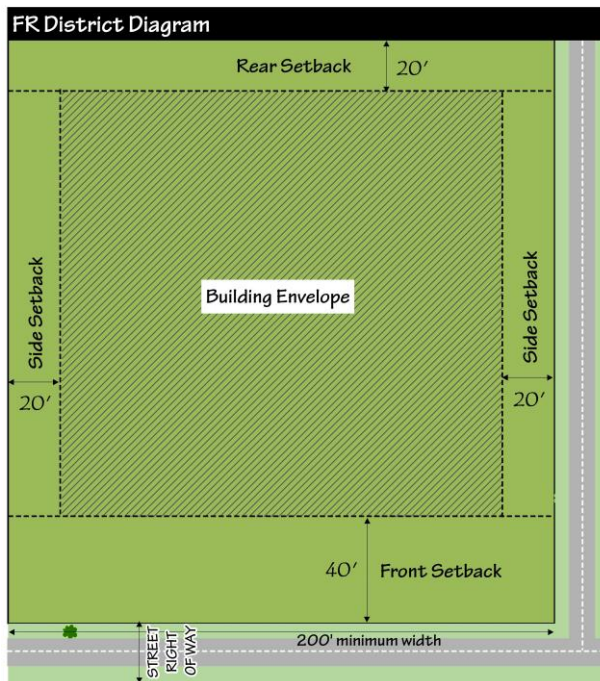 FR District Diagram
Rear Setback
20'
Side Setback
20'
Building Envelope
Side Setback
20'
40'
Front Setback
200' minimum width
STREET
RIGHT
OF WAY